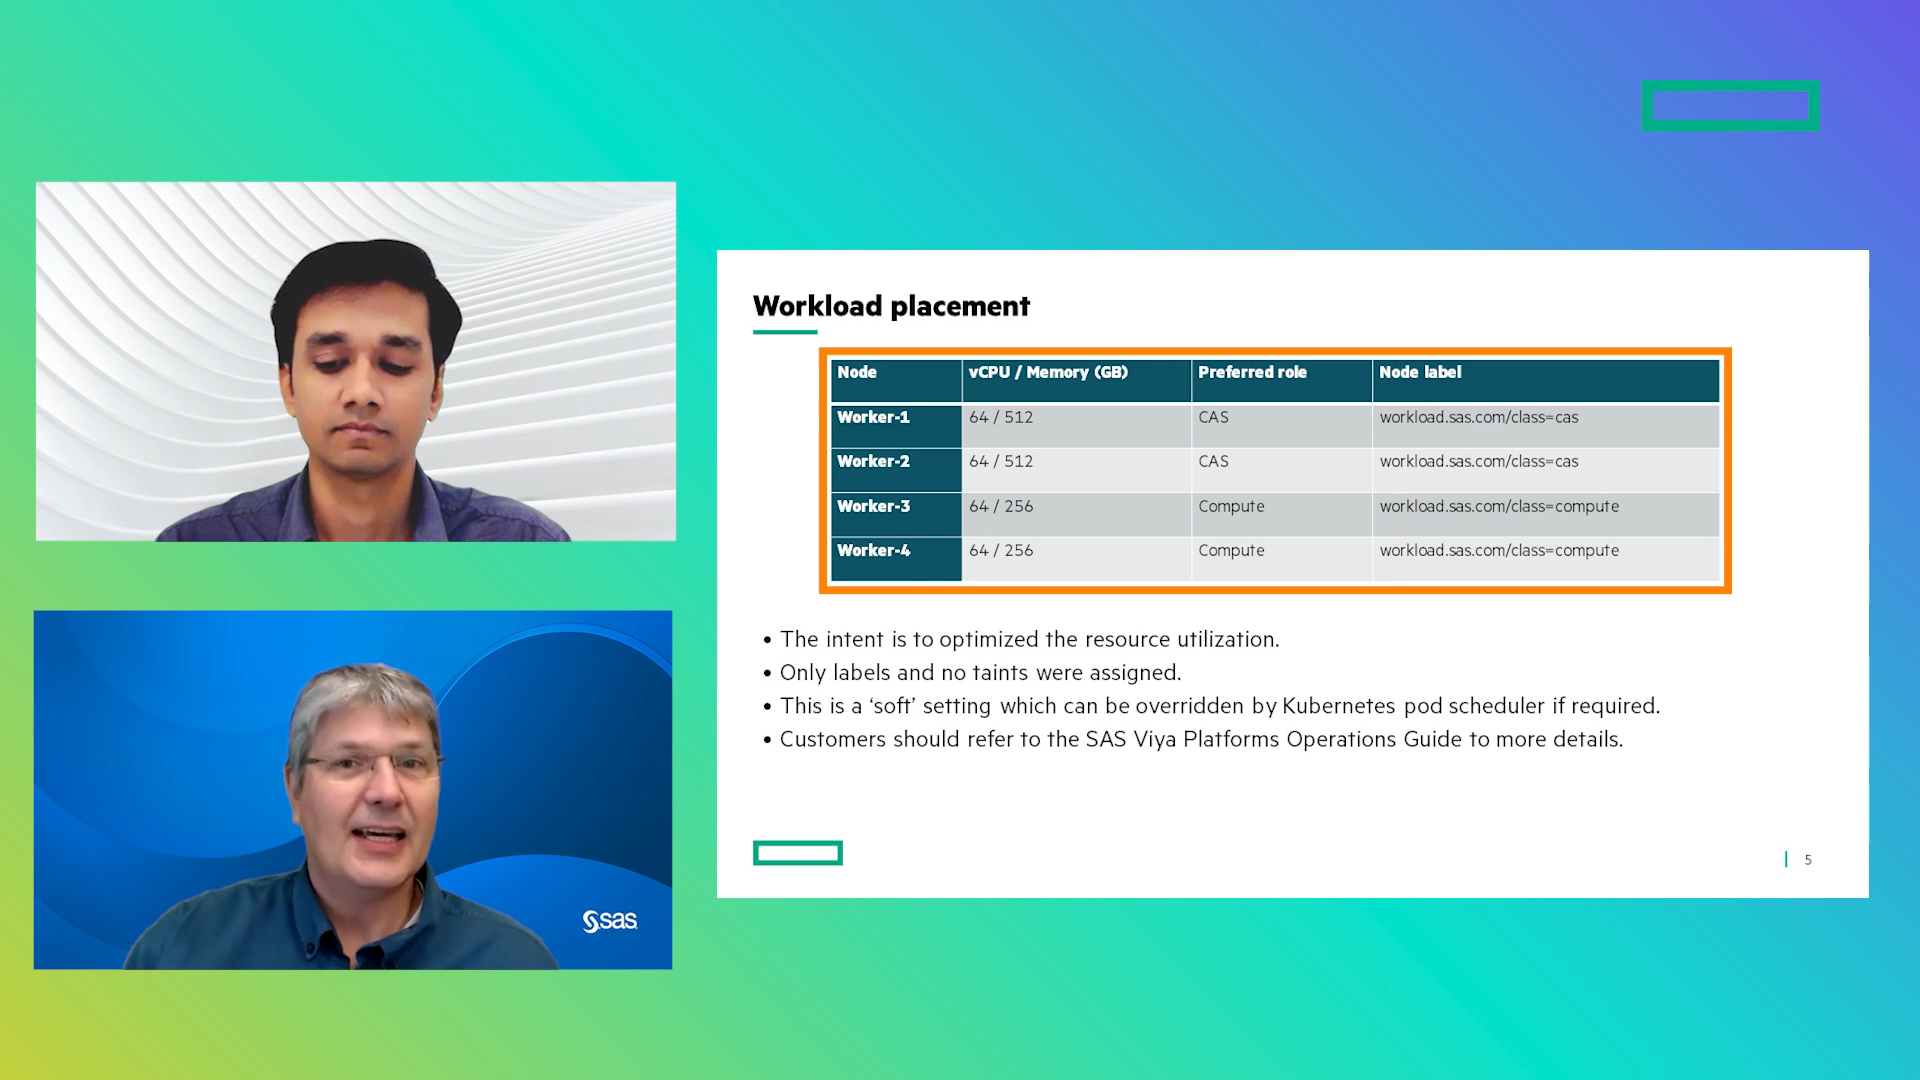 Workload placement
Node vCPU / Memory (GB) Preferred role Node label
Worker-1 64 / 512 CAS workload.sas.com/class=cas
Worker-2 64 / 512 CAS workload.sas.com/class=cas
Worker-3 64 / 256 Compute workload.sas.com/class=compute
Worker-4 64 / 256 Compute workload.sas.com/class=compute
• The intent is to optimized the resource utilization.
• Only labels and no taints were assigned.
• This is a ‘soft’ setting which can be overridden by Kubernetes pod scheduler if required.
• Customers should refer to the SAS Viya Platforms Operations Guide to more details.
5
sas